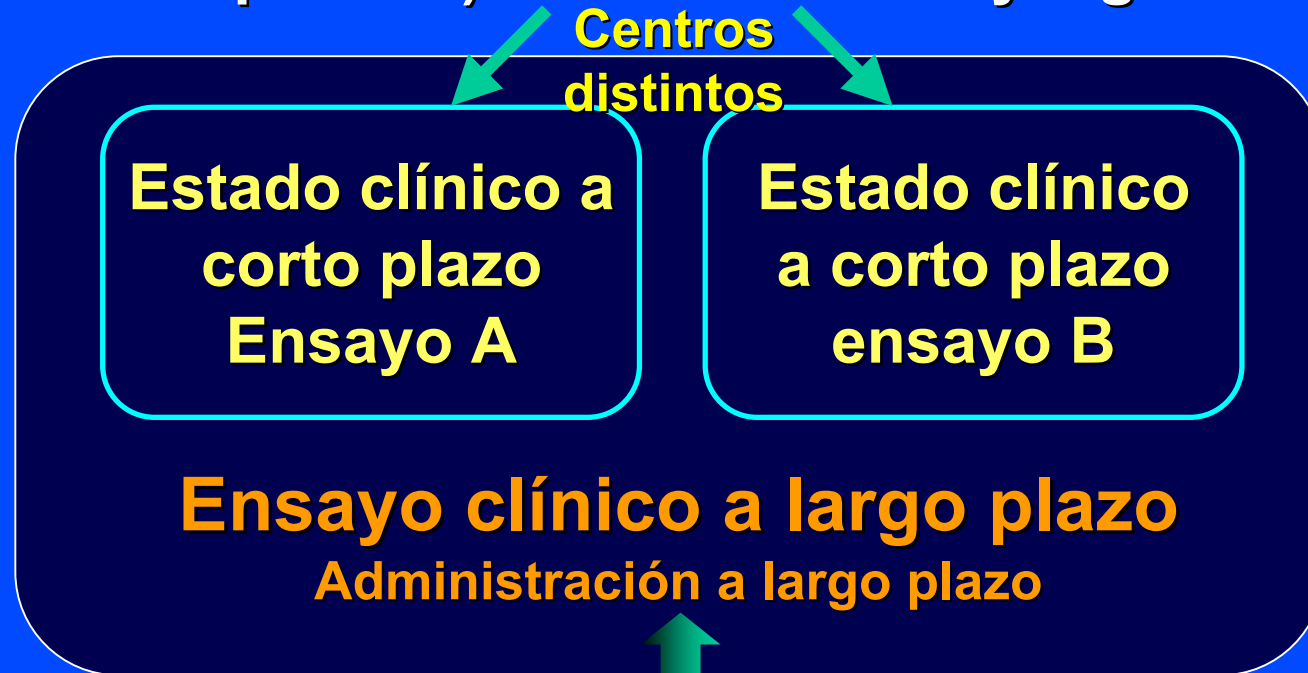 Centros
distintos
Estado clínico a
corto plazo
Ensayo A
Estado clínico
a corto plazo
ensayo B
Ensayo clínico a largo plazo
Administración a largo plazo